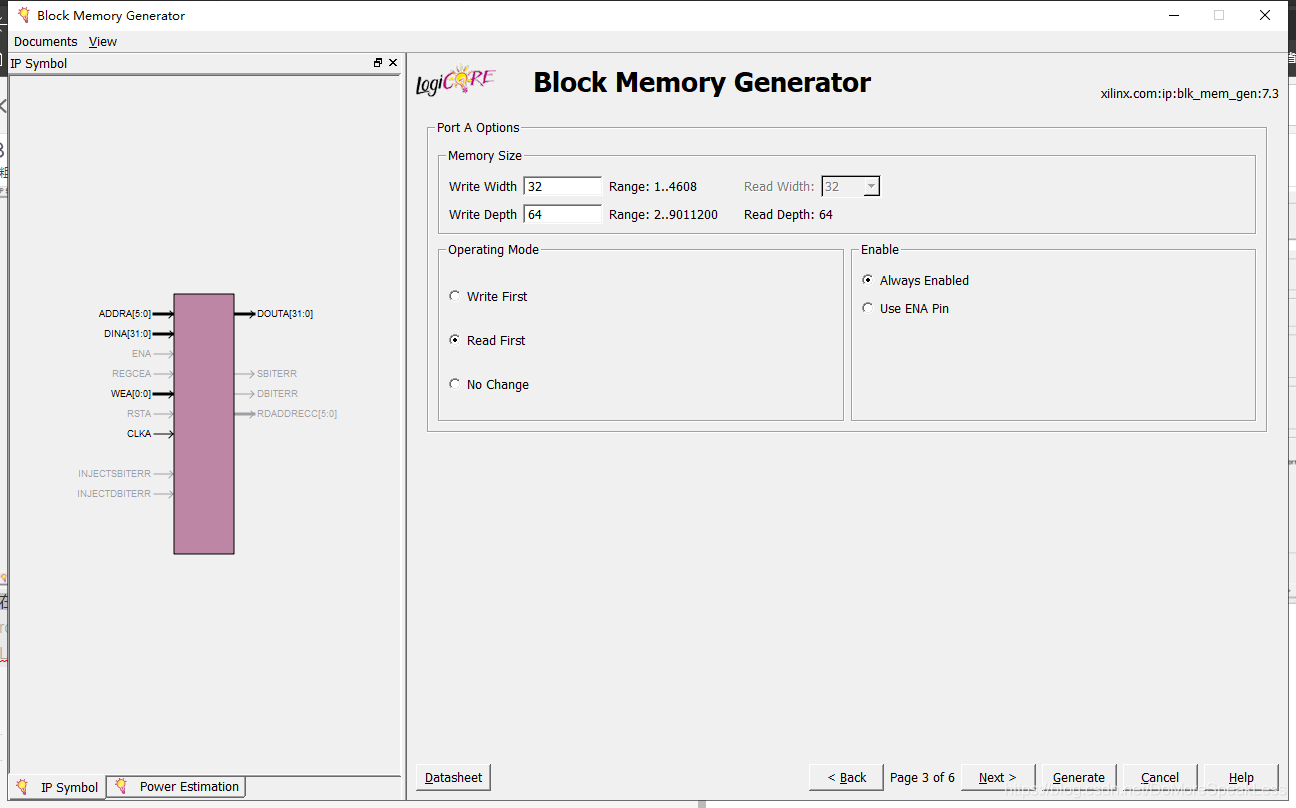 Block Memory Generator
Documents View
IP Symbol
LogiCORE
Block Memory Generator
xilinx.com:ip:blk_mem_gen:7.3
Port A Options
Memory Size
Write Width 32 Range: 1..4608 Read Width: 32
Write Depth 64 Range: 2..9011200 Read Depth: 64
Operating Mode
Write First
Read First
No Change
Enable
Always Enabled
Use ENA Pin
ADDRA[5:0] DOUTA[31:0]
DINA[31:0]
ENA
REGCEA SBITERR
WEA[0:0] DBITERR
RSTA RDADDRECC[5:0]
CLKA
INJECTSBITERR
INJECTDBITERR
IP Symbol Power Estimation
Datasheet < Back Page 3 of 6 Next > Generate Cancel Help